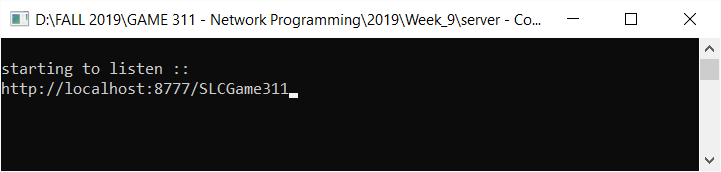 D:\FALL 2019\GAME 311 - Network Programming\2019\Week_9\server - Co...
starting to listen ::
http://localhost:8777/SLCGame311